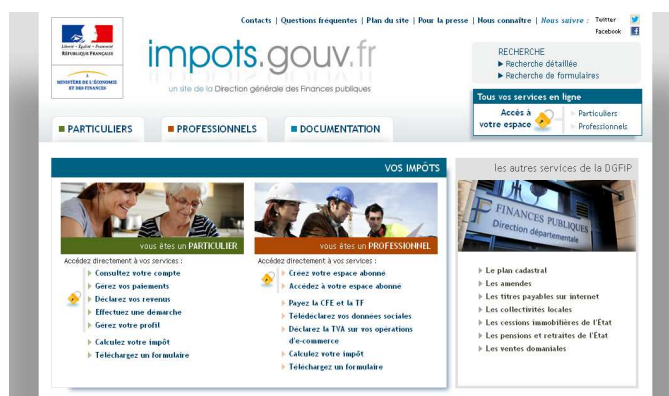 Contacts | Questions fréquentes | Plan du site | Pour la presse | Nous connaître | Nous suivre : Twitter
Facebook
Liberté • Égalité • Fraternité
RÉPUBLIQUE FRANÇAISE
MINISTÈRE DE L'ÉCONOMIE
ET DES FINANCES
impots.gouv.fr
un site de la Direction générale des Finances publiques
RECHERCHE
Recherche détaillée
Recherche de formulaires
Tous vos services en ligne
Accès à
votre espace
Particuliers
Professionnels
PARTICULIERS
PROFESSIONNELS
DOCUMENTATION
VOS IMPÔTS
vous êtes un PARTICULIER
Accédez directement à vos services :
Consultez votre compte
Gérez vos paiements
Déclarez vos revenus
Effectuez une démarche
Gérez votre profil
Calculez votre impôt
Téléchargez un formulaire
vous êtes un PROFESSIONNEL
Accédez directement à vos services :
Créez votre espace abonné
Accédez à votre espace abonné
Payez la CFE et la TF
Télédéclarez vos données sociales
Déclarez la TVA sur vos opérations
d'e-commerce
Calculez votre impôt
Téléchargez un formulaire
les autres services de la DGFIP
FINANCES PUBLIQUES
Direction départementale
Le plan cadastral
Les amendes
Les titres payables sur internet
Les collectivités locales
Les cessions immobilières de l'État
Les pensions et retraites de l'État
Les ventes domaniales